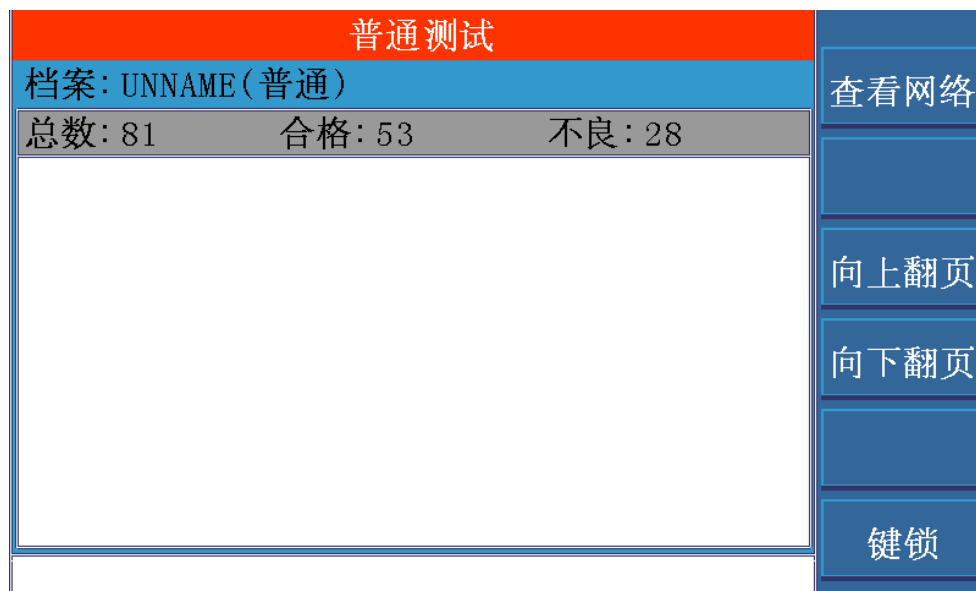 普通测试
档案:UNNAME(普通)
总数:81 合格:53 不良:28
查看网络
向上翻页
向下翻页
键锁